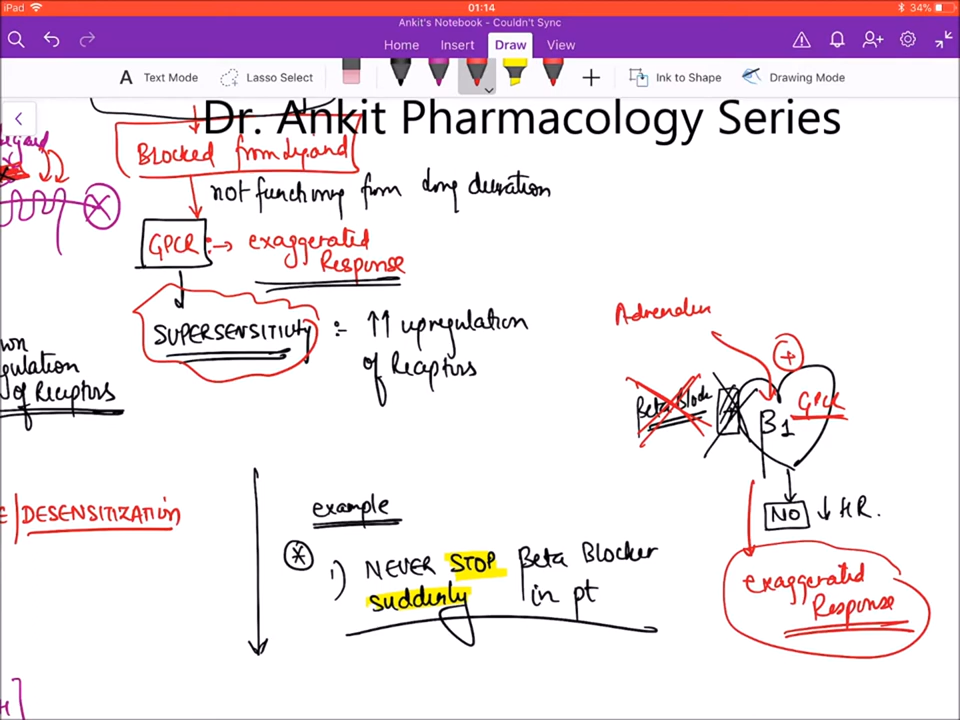 iPad
01:14
34%
Ankit's Notebook - Couldn't Sync
Home Insert Draw View
Text Mode
Lasso Select
Ink to Shape
Drawing Mode
Dr. Ankit Pharmacology Series
Blocked from Ligand
not functioning from long duration
GPCR → exaggerated
Response
SUPERSENSITIVITY :- ↑↑ upregulation
of Receptors
of Receptors
DESENSITIZATION
example
1) NEVER STOP Beta Blocker
suddenly in pt
+
Beta Block
GPCR
β1
NO ↓ HR.
exaggerated
Response